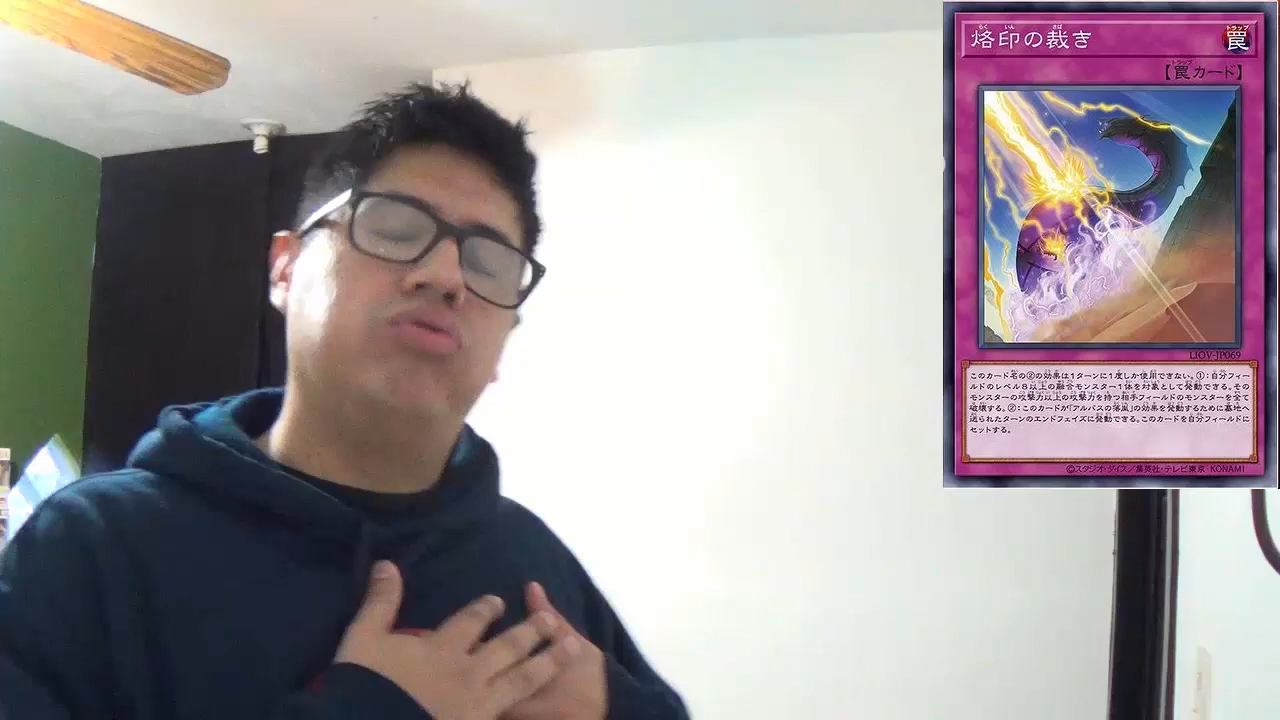 烙印の裁き
罠
【罠カード】
LIOV-JP069
このカード名の②の効果は1ターンに1度しか使用できない。①:自分フィー
ルドのレベル8以上の融合モンスター1体を対象として発動できる。その
モンスターの攻撃力以上の攻撃力を持つ相手フィールドのモンスターを全て
破壊する。②:このカードが「アルバスの落胤」の効果を発動するために墓地へ
送られたターンのエンドフェイズに発動できる。このカードを自分フィールドに
セットする。
©スタジオ・ダイス/集英社・テレビ東京・KONAMI